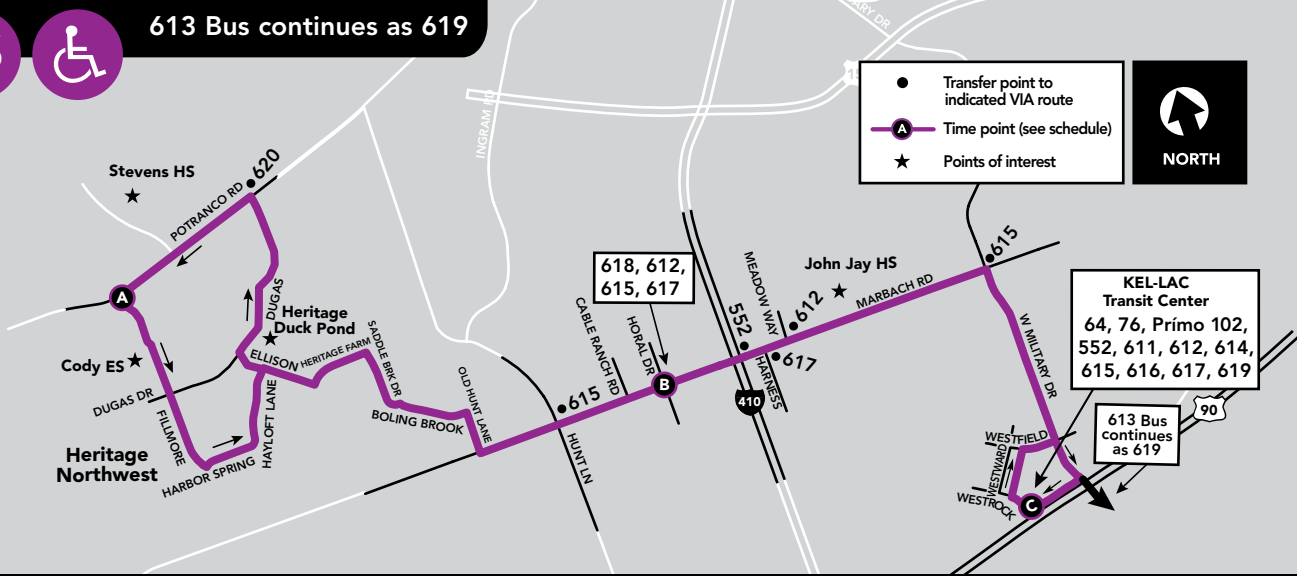 613 Bus continues as 619
Transfer point to
indicated VIA route
A
Time point (see schedule)
Points of interest
NORTH
INGRAM RD
Stevens HS
620
POTRANCO RD
A
DUGAS
Heritage
Duck Pond
Cody ES
ELLISON
HERITAGE FARM
SADDLE BRK DR
DUGAS DR
FILLMORE
HAYLOFT LANE
BOLING BROOK
OLD HUNT LANE
Heritage
Northwest
HARBOR SPRING
615
HUNT LN
CABLE RANCH RD
HORAL DR
618, 612,
615, 617
B
552
410
MEADOW WAY
612
617
HARNESS
John Jay HS
MARBACH RD
615
W MILITARY DR
KEL-LAC
Transit Center
64, 76, Prímo 102,
552, 611, 612, 614,
615, 616, 617, 619
90
613 Bus
continues
as 619
WESTFIELD
WESTWARD
WESTROCK
C